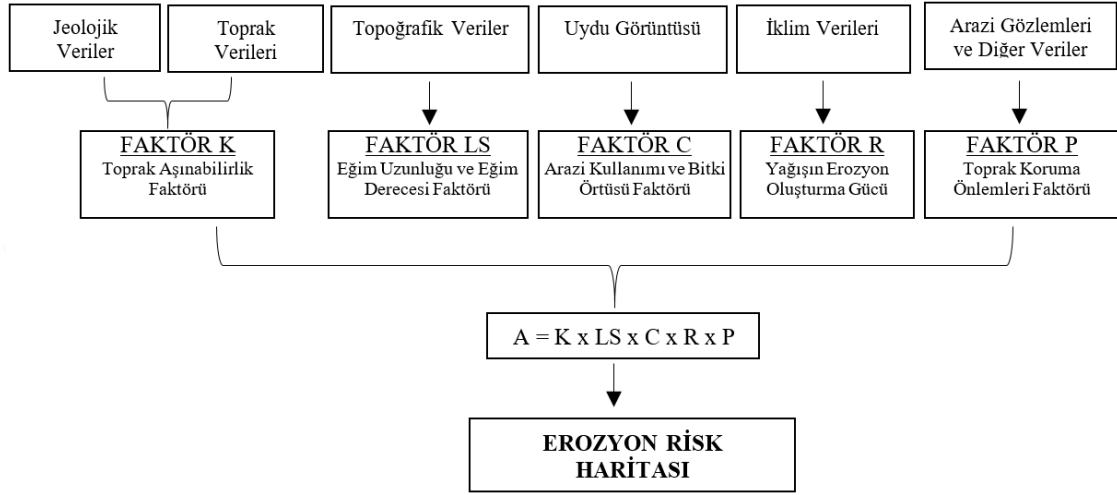 Jeolojik
Veriler
Toprak
Verileri
Topoğrafik Veriler
Uydu Görüntüsü
İklim Verileri
Arazi Gözlemleri
ve Diğer Veriler
FAKTÖR K
Toprak Aşınabilirlik
Faktörü
FAKTÖR LS
Eğim Uzunluğu ve Eğim
Derecesi Faktörü
FAKTÖR C
Arazi Kullanımı ve Bitki
Örtüsü Faktörü
FAKTÖR R
Yağışın Erozyon
Oluşturma Gücü
FAKTÖR P
Toprak Koruma
Önlemleri Faktörü
A = K x LS x C x R x P
EROZYON RİSK
HARİTASI